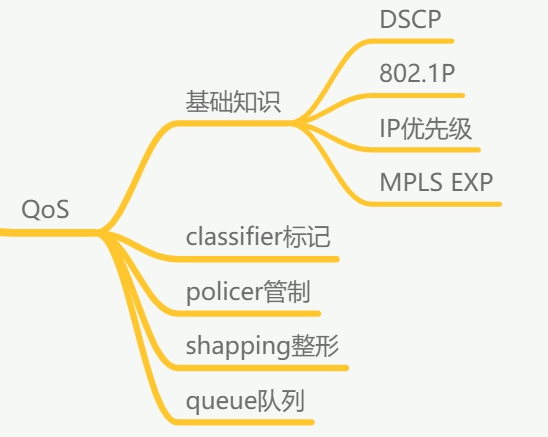 DSCP
802.1P
基础知识
IP优先级
MPLS EXP
QoS
classifier标记
policer管制
shapping整形
queue队列